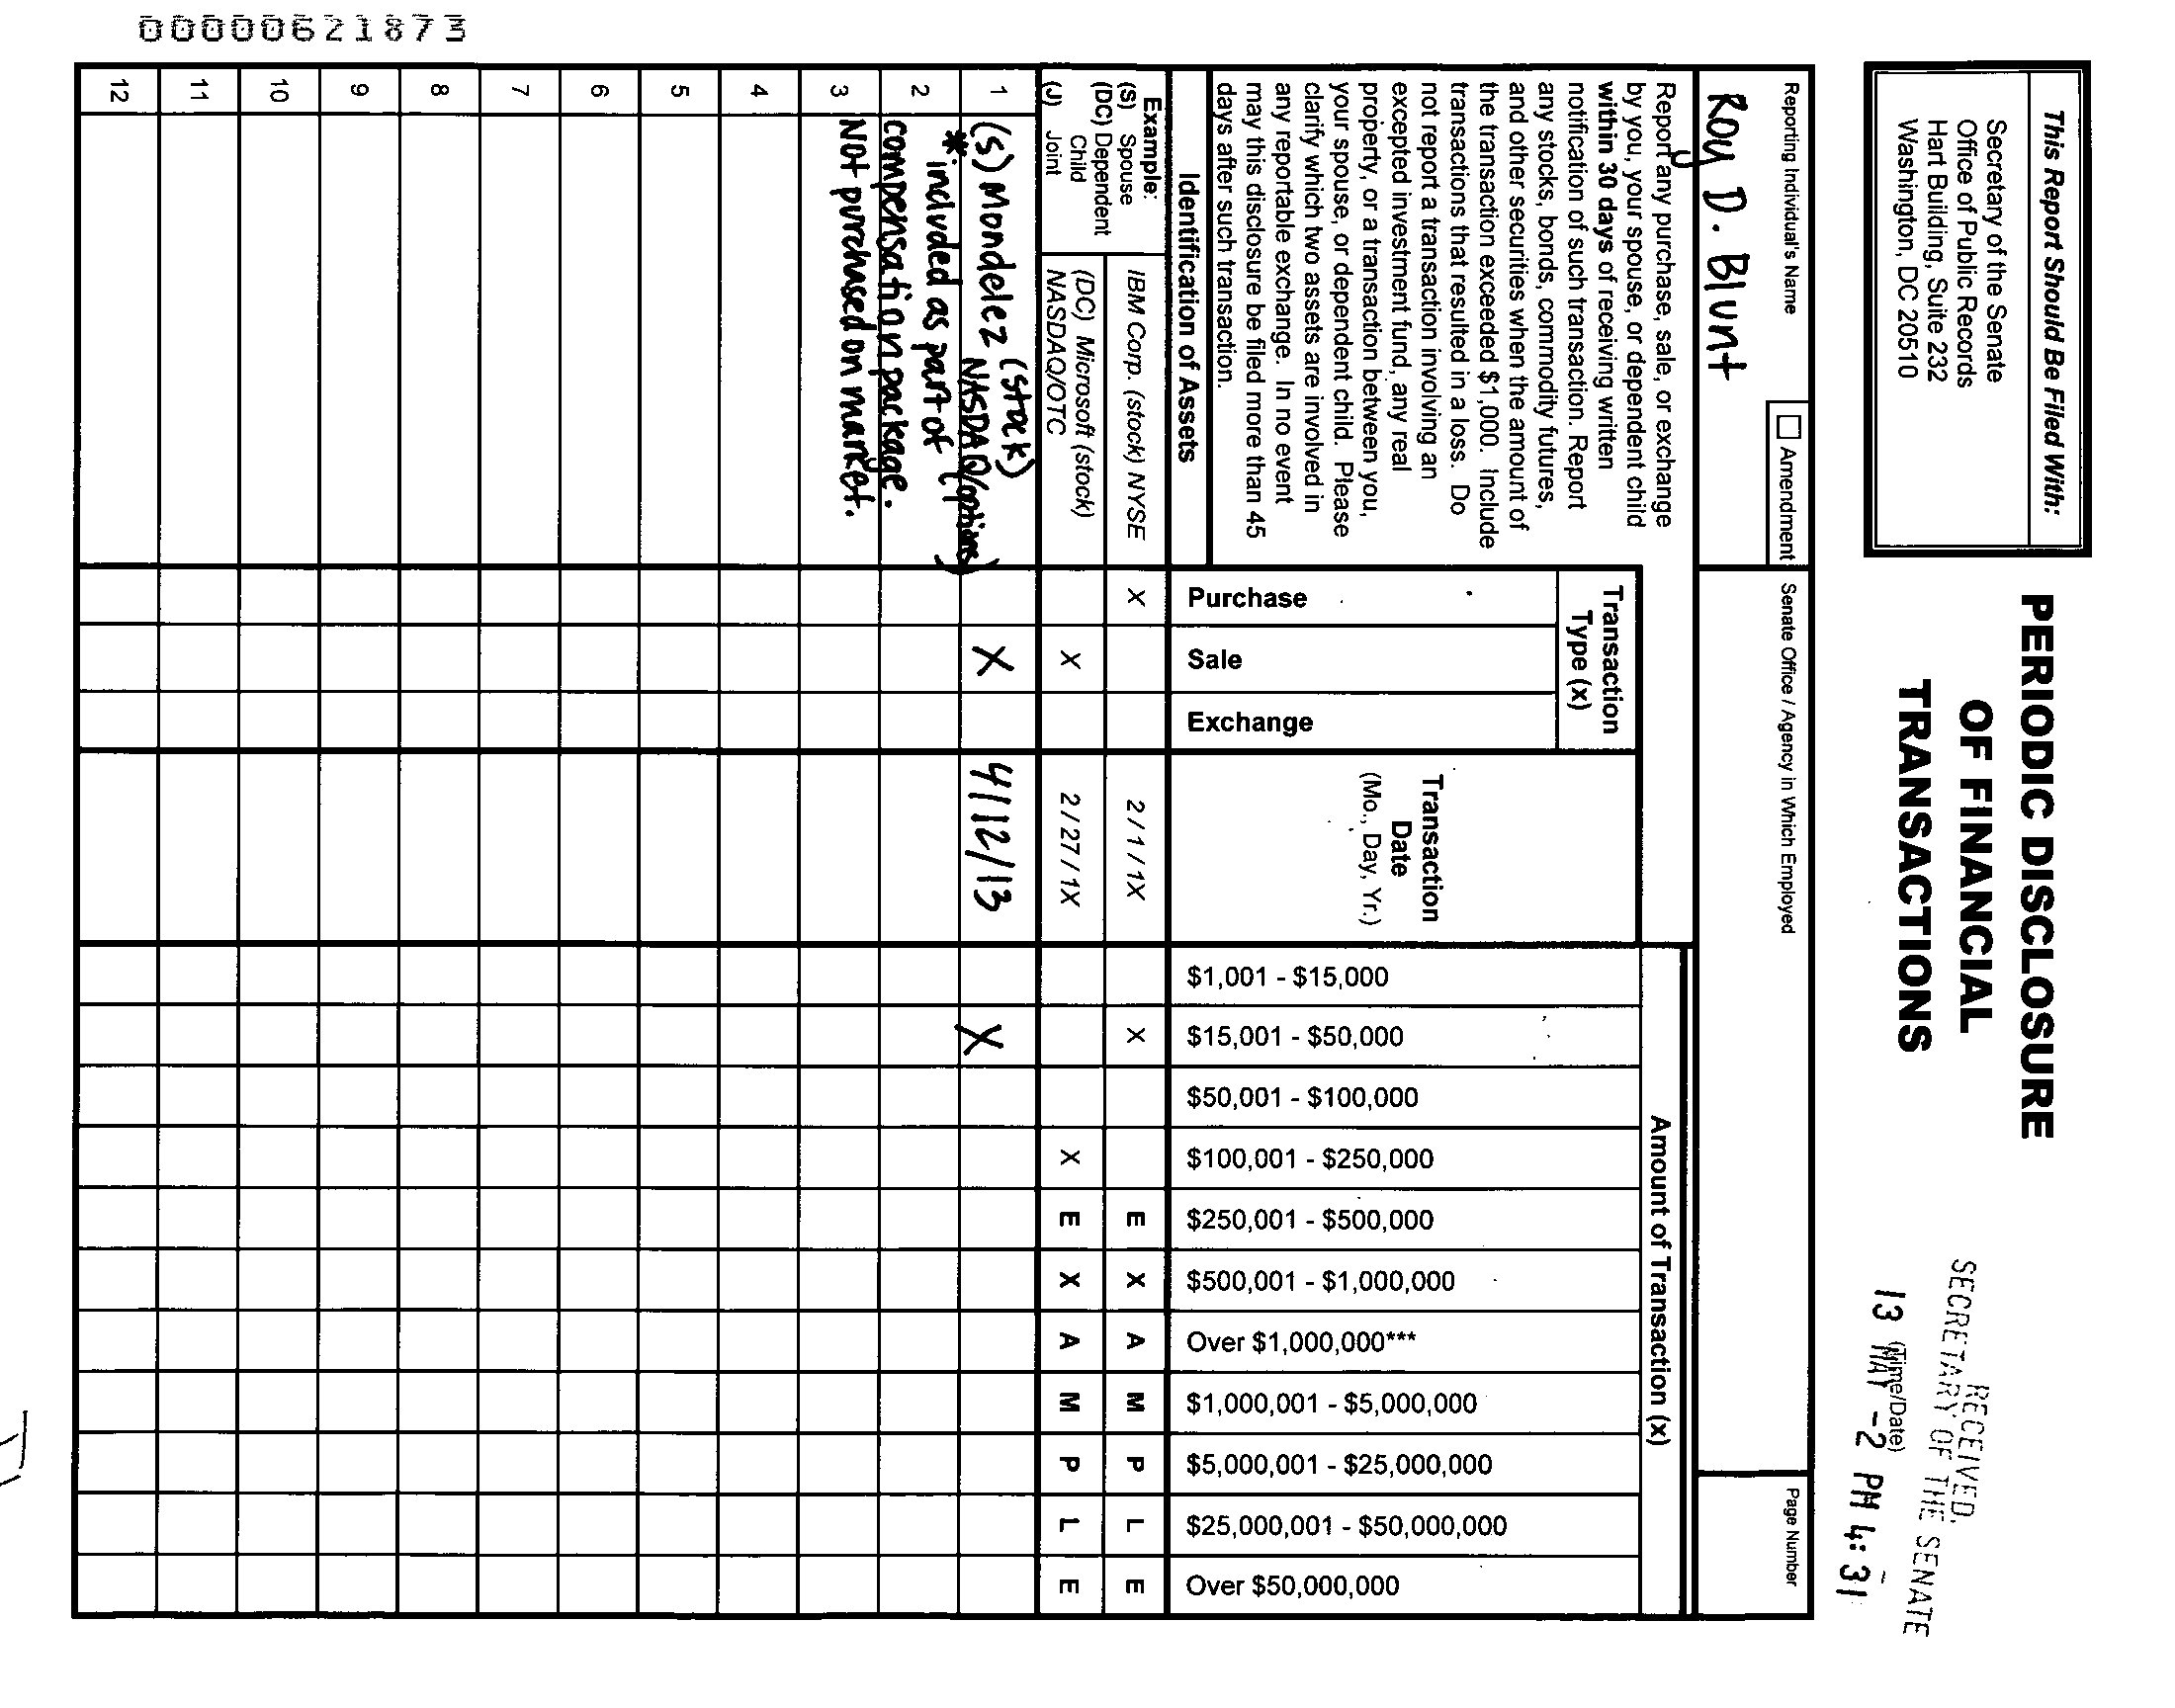 00000621873
This Report Should Be Filed With:
Secretary of the Senate
Office of Public Records
Hart Building, Suite 232
Washington, DC 20510
PERIODIC DISCLOSURE
OF FINANCIAL
TRANSACTIONS
RECEIVED
SECRETARY OF THE SENATE
(Time/Date)
13 MAY -2 PM 4:31
Reporting Individual's Name
Roy D. Blunt
Amendment
Senate Office / Agency in Which Employed
Page Number
Report any purchase, sale, or exchange
by you, your spouse, or dependent child
within 30 days of receiving written
notification of such transaction. Report
any stocks, bonds, commodity futures,
and other securities when the amount of
the transaction exceeded $1,000. Include
transactions that resulted in a loss. Do
not report a transaction involving an
excepted investment fund, any real
property, or a transaction between you,
your spouse, or dependent child. Please
clarify which two assets are involved in
any reportable exchange. In no event
may this disclosure be filed more than 45
days after such transaction.
Transaction
Type (x)
Purchase
Sale
Exchange
Transaction
Date
(Mo., Day, Yr.)
Amount of Transaction (x)
$1,001 - $15,000
$15,001 - $50,000
$50,001 - $100,000
$100,001 - $250,000
$250,001 - $500,000
$500,001 - $1,000,000
Over $1,000,000***
$1,000,001 - $5,000,000
$5,000,001 - $25,000,000
$25,000,001 - $50,000,000
Over $50,000,000
Identification of Assets
Example:
(S) Spouse
(DC) Dependent
Child
(J) Joint
IBM Corp. (stock) NYSE X 2 / 1 / 1X X E X A M P L E
(DC) Microsoft (stock)
NASDAQ/OTC X 2 / 27 / 1X X E X A M P L E
1 (S) Mondelez (stock)
NASDAQ (options) X 4/12/13 X
2 * included as part of
compensation package.
3 Not purchased on market.
4
5
6
7
8
9
10
11
12